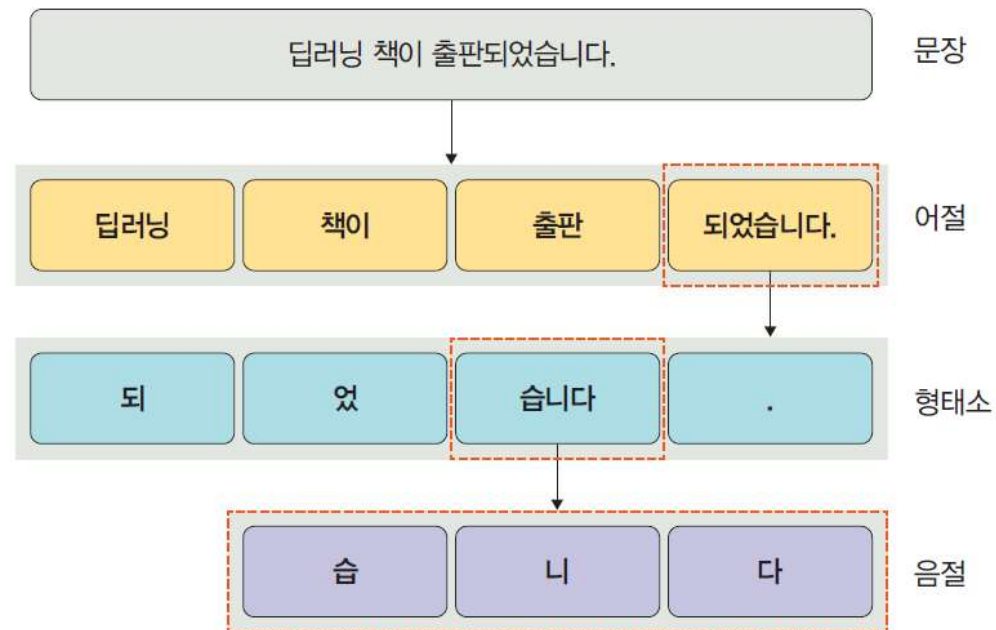 딥러닝 책이 출판되었습니다. 문장
딥러닝 책이 출판 되었습니다. 어절
되 었 습니다 . 형태소
습 니 다 음절